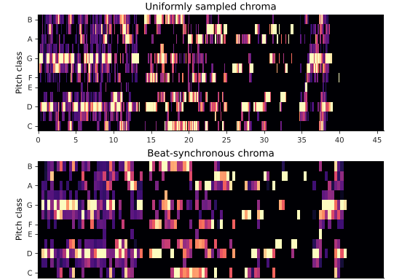 Uniformly sampled chroma
Pitch class
B
A
G
F
E
D
C
0 5 10 15 20 25 30 35 40 45
Beat-synchronous chroma
Pitch class
B
A
G
F
E
D
C